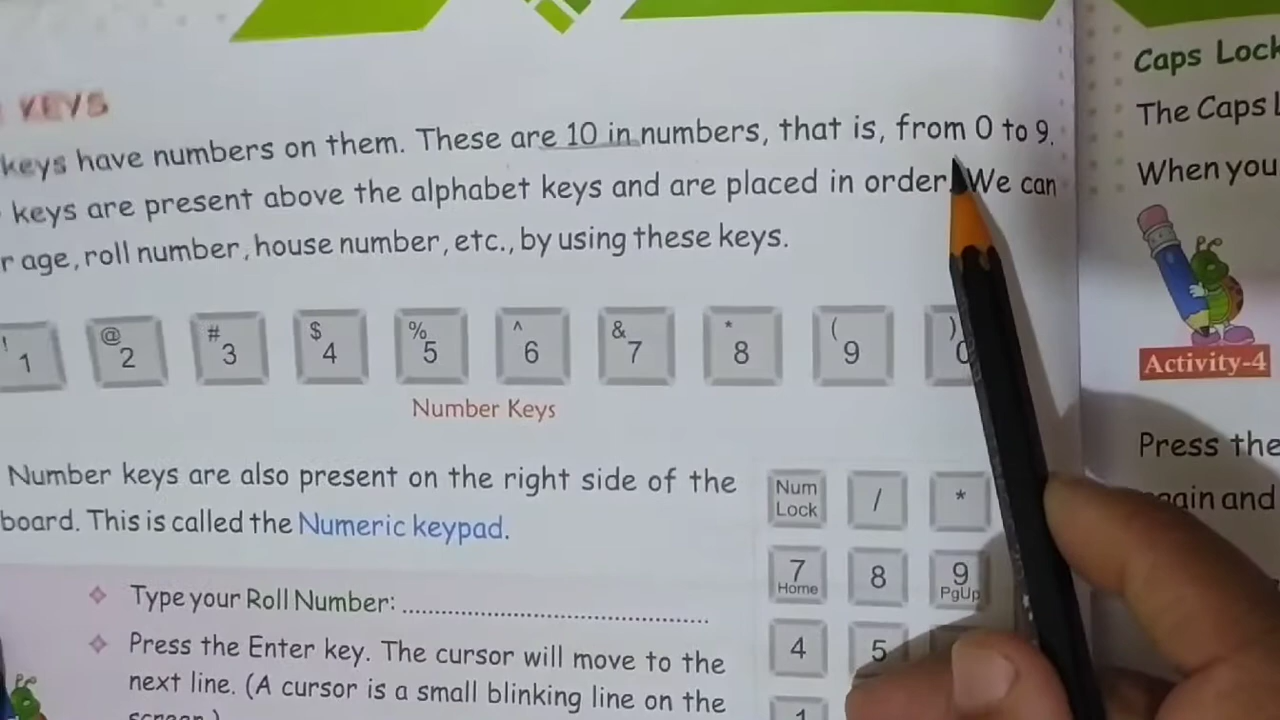 KEYS
keys have numbers on them. These are 10 in numbers, that is, from 0 to 9.
keys are present above the alphabet keys and are placed in order. We can
r age, roll number, house number, etc., by using these keys.
! 1 @ 2 # 3 $ 4 % 5 ^ 6 & 7 * 8 ( 9 ) 0
Number Keys
Number keys are also present on the right side of the
board. This is called the Numeric keypad.
Num Lock / *
7 Home 8 9 PgUp
4 5
1
Type your Roll Number: ............................................
Press the Enter key. The cursor will move to the
next line. (A cursor is a small blinking line on the
screen.)
Caps Lock
The Caps L
When you
Activity-4
Press the
again and